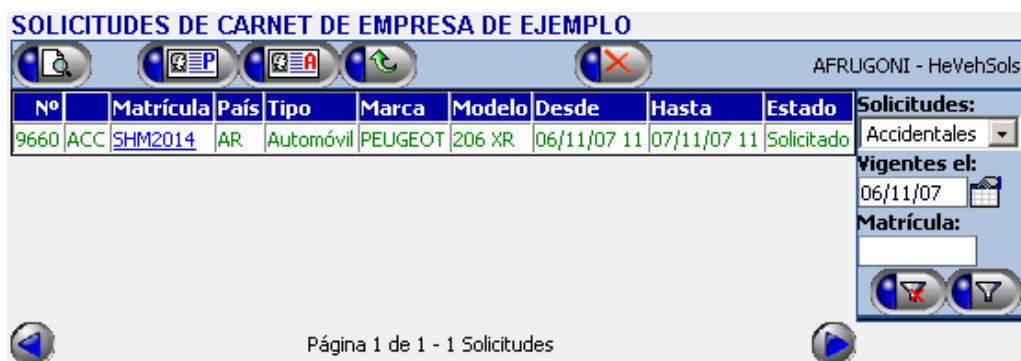 SOLICITUDES DE CARNET DE EMPRESA DE EJEMPLO
P A AFRUGONI - HeVehSols
Nº Matrícula País Tipo Marca Modelo Desde Hasta Estado
9660 ACC SHM2014 AR Automóvil PEUGEOT 206 XR 06/11/07 11 07/11/07 11 Solicitado
Solicitudes:
Accidentales
Vigentes el:
06/11/07
Matrícula:
Página 1 de 1 - 1 Solicitudes